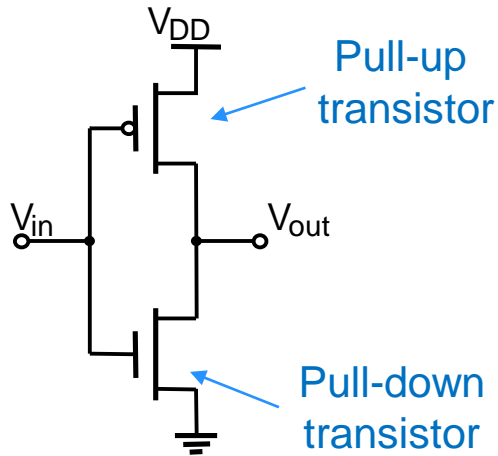 VDD
Pull-up
transistor
Vin
Vout
Pull-down
transistor